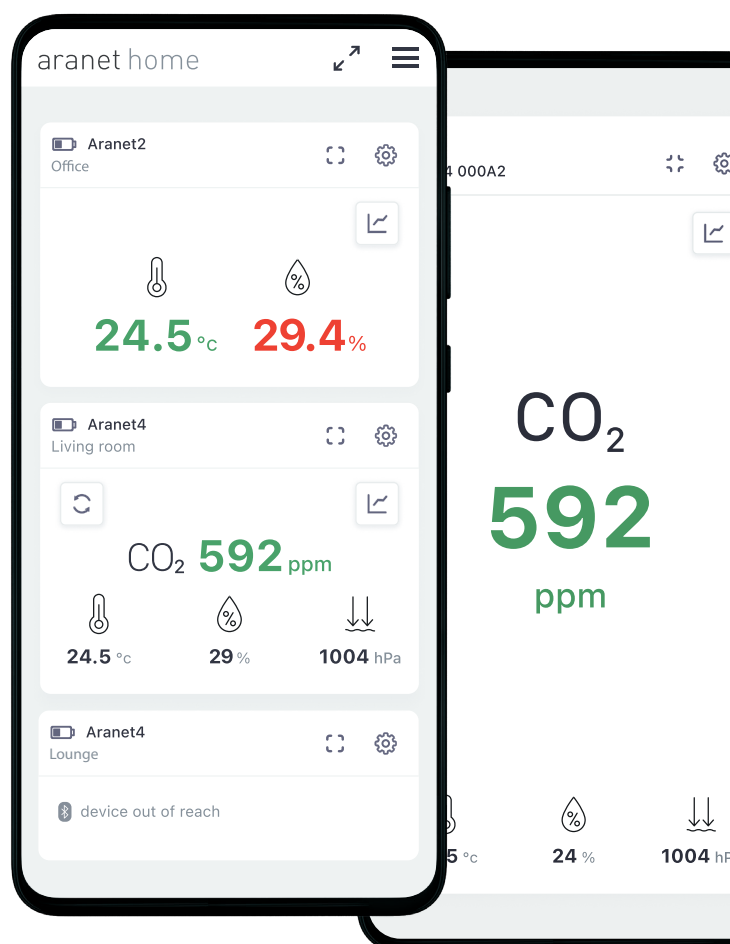 aranet home
Aranet2
Office
%
24.5 °c 29.4 %
Aranet4
Living room
CO₂ 592 ppm
%
24.5 °c 29 % 1004 hPa
Aranet4
Lounge
device out of reach
4 000A2
CO₂
592
ppm
%
5 °c 24 % 1004 hP